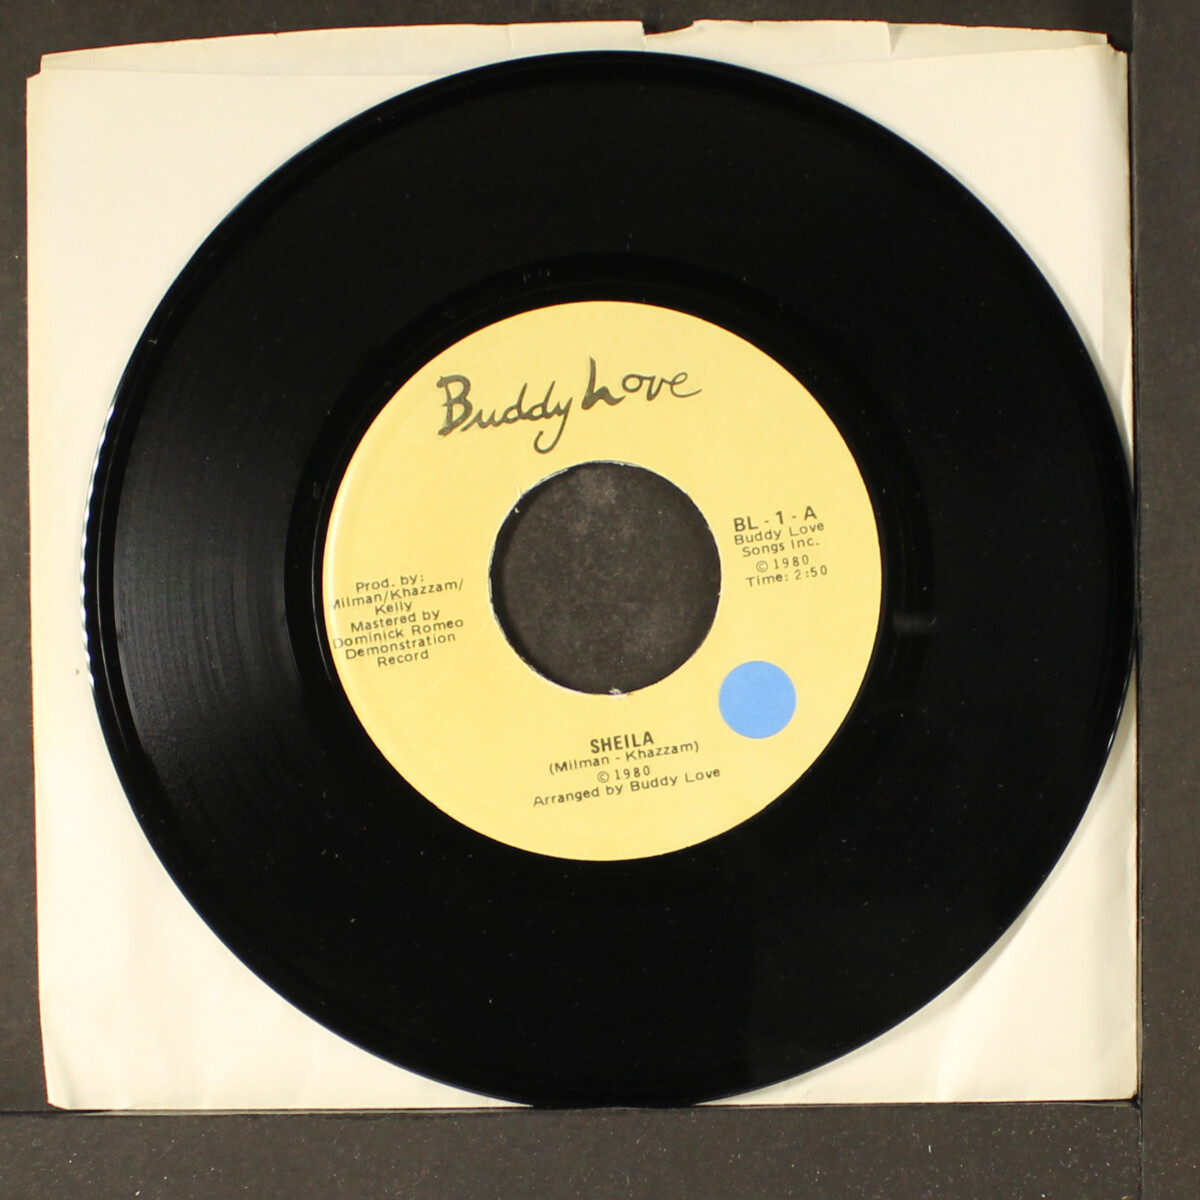 Buddy Love
BL - 1 - A
Buddy Love
Songs Inc.
© 1980
Time: 2:50
Prod. by:
Milman/Khazzam/
Kelly
Mastered by
Dominick Romeo
Demonstration
Record
SHEILA
(Milman - Khazzam)
© 1980
Arranged by Buddy Love